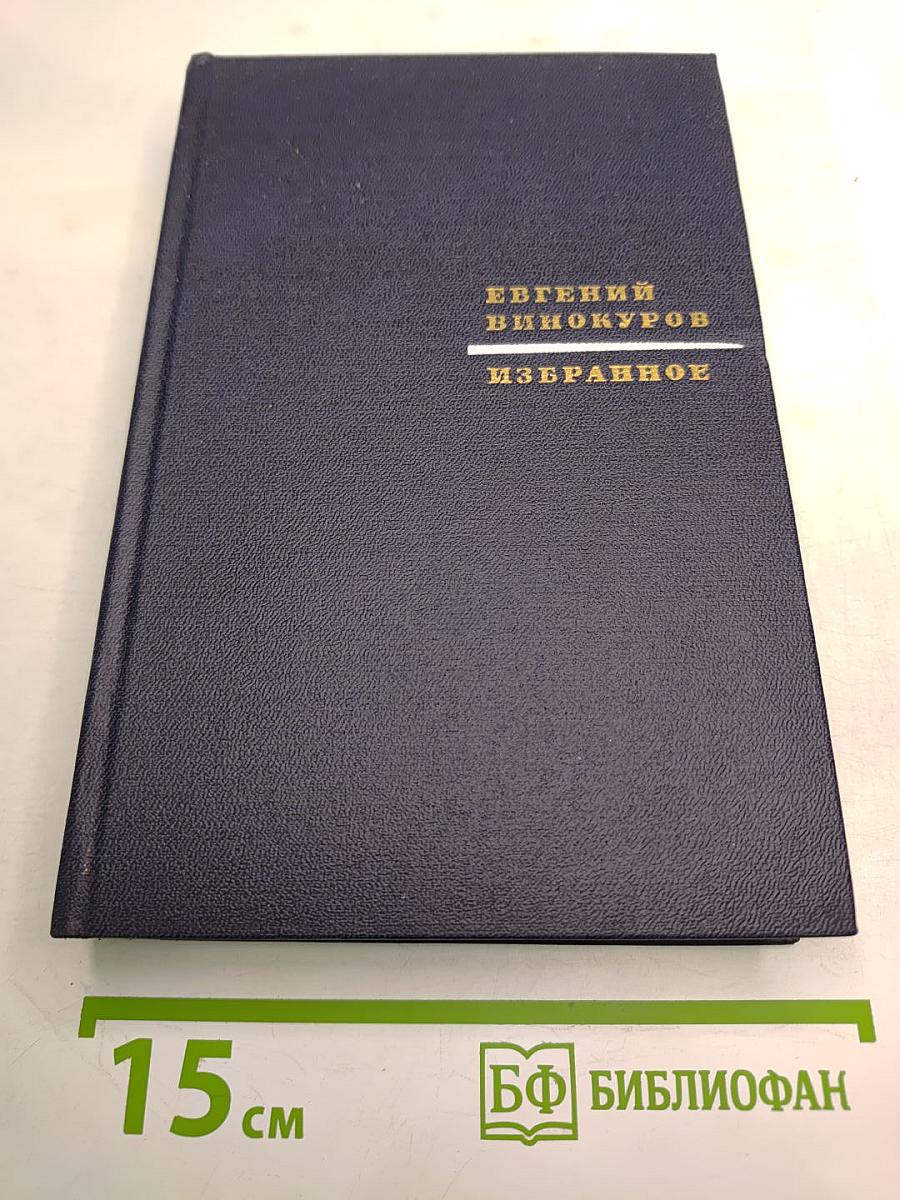 ЕВГЕНИЙ
ВИНОКУРОВ
ИЗБРАННОЕ
15 см
БФ БИБЛИОФАН